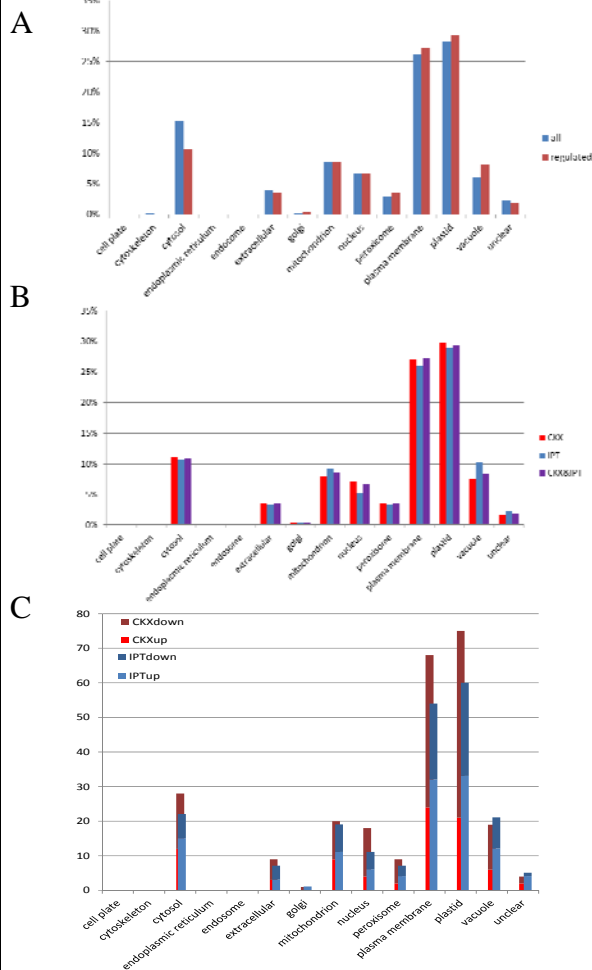 A
35%
30%
25%
20%
15%
10%
5%
0%
all
regulated
cell plate
cytoskeleton
cytosol
endoplasmic reticulum
endosome
extracellular
golgi
mitochondrion
nucleus
peroxisome
plasma membrane
plastid
vacuole
unclear
B
35%
30%
25%
20%
15%
10%
5%
0%
CKX
IPT
CKX&IPT
cell plate
cytoskeleton
cytosol
endoplasmic reticulum
endosome
extracellular
golgi
mitochondrion
nucleus
peroxisome
plasma membrane
plastid
vacuole
unclear
C
80
70
60
50
40
30
20
10
0
CKXdown
CKXup
IPTdown
IPTup
cell plate
cytoskeleton
cytosol
endoplasmic reticulum
endosome
extracellular
golgi
mitochondrion
nucleus
peroxisome
plasma membrane
plastid
vacuole
unclear